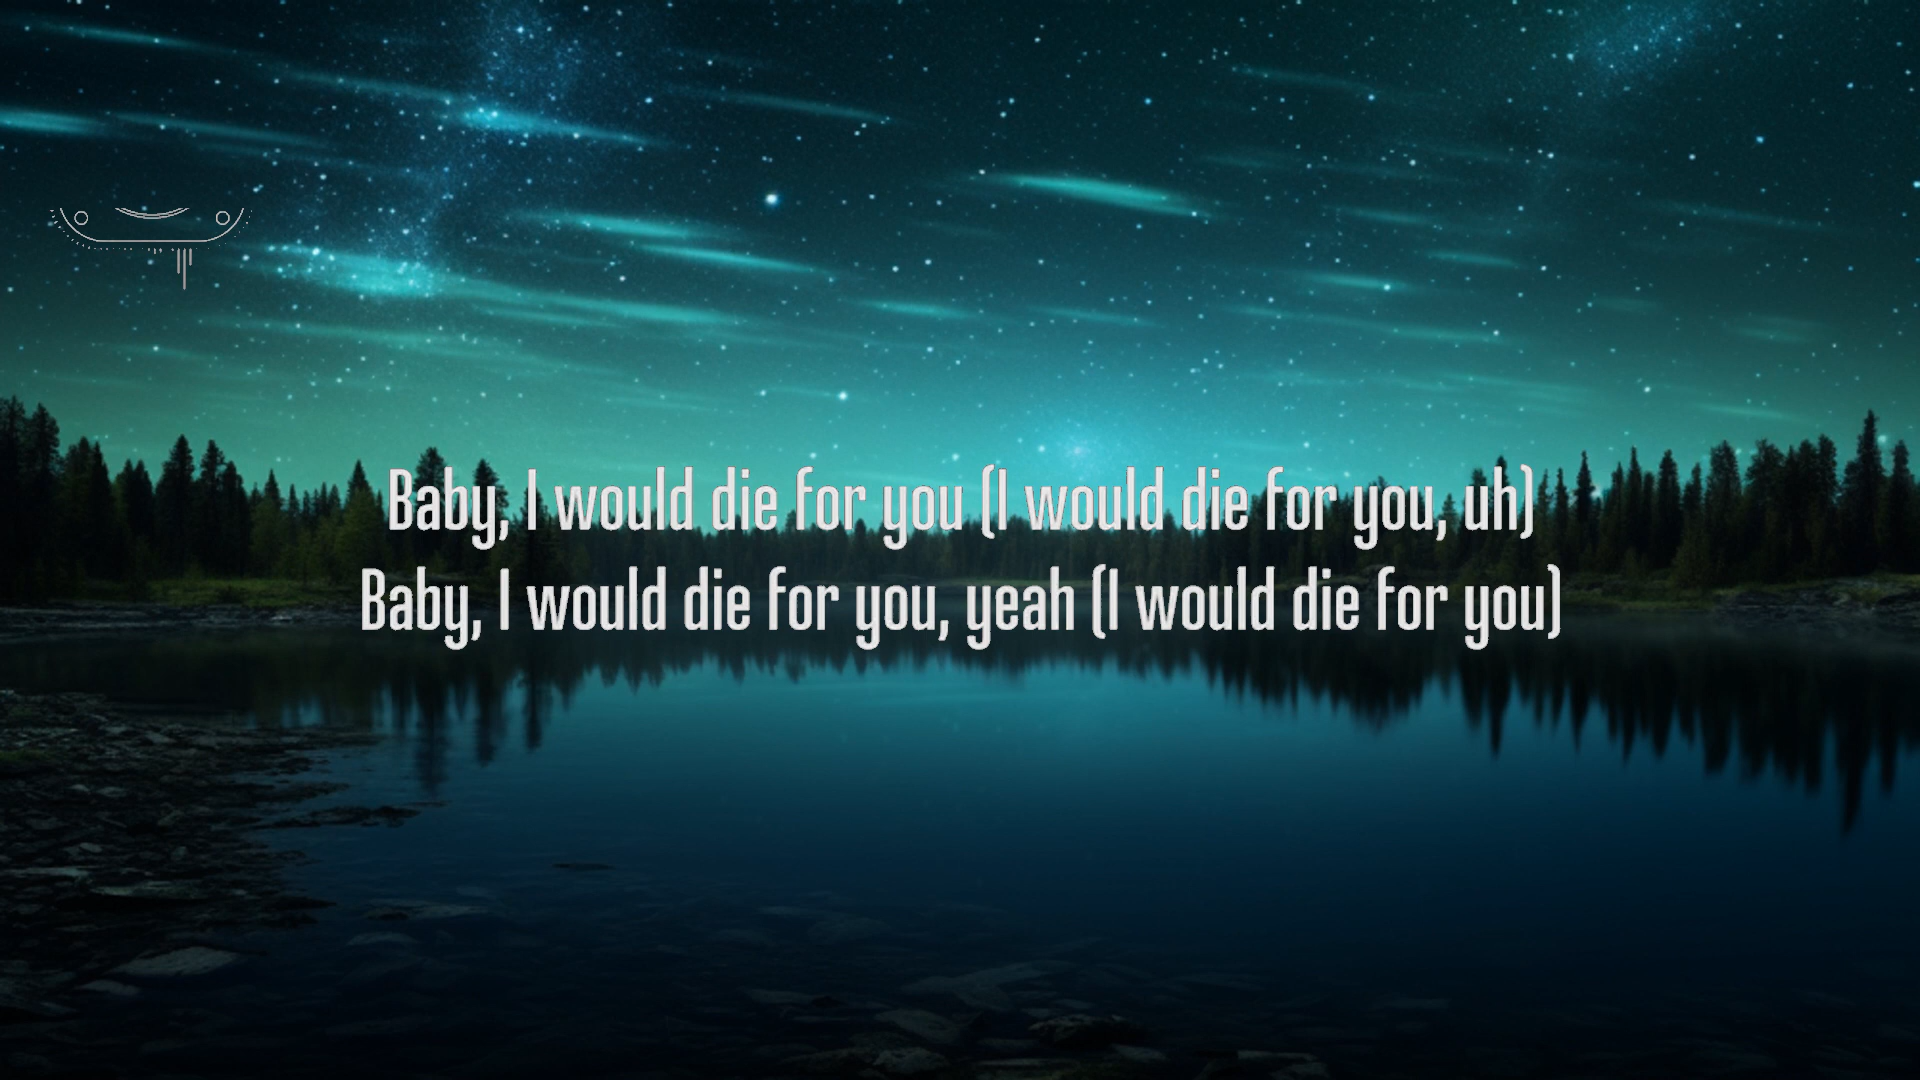 Baby, I would die for you (I would die for you, uh)
Baby, I would die for you, yeah (I would die for you)